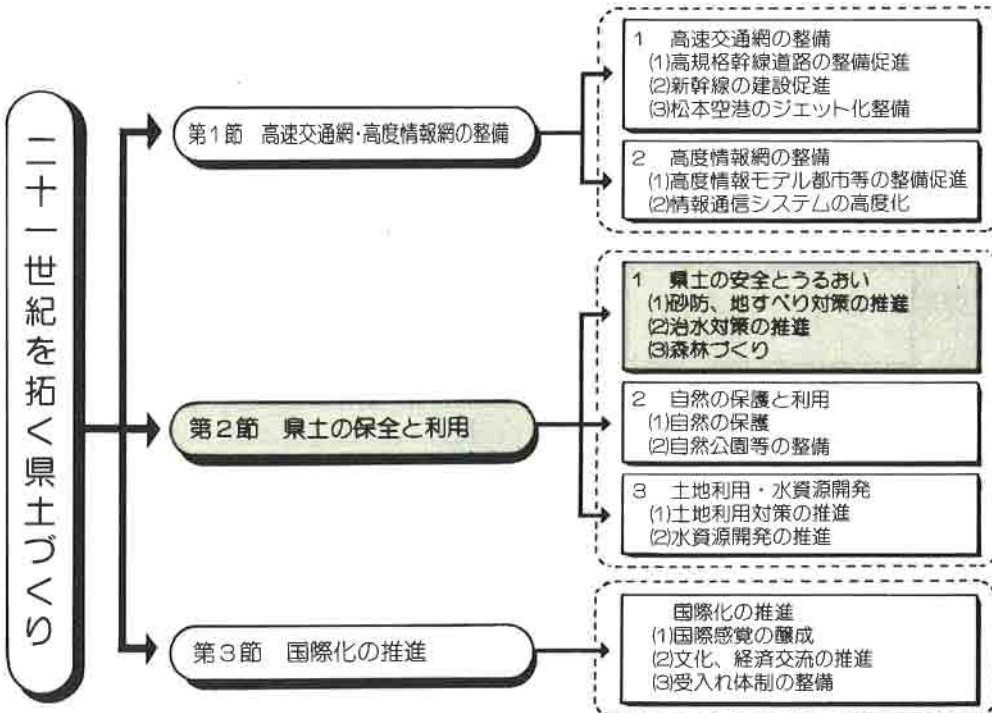 二十一世紀を拓く県土づくり
第1節 高速交通網・高度情報網の整備
1 高速交通網の整備
(1)高規格幹線道路の整備促進
(2)新幹線の建設促進
(3)松本空港のジェット化整備
2 高度情報網の整備
(1)高度情報モデル都市等の整備促進
(2)情報通信システムの高度化
第2節 県土の保全と利用
1 県土の安全とうるおい
(1)砂防、地すべり対策の推進
(2)治水対策の推進
(3)森林づくり
2 自然の保護と利用
(1)自然の保護
(2)自然公園等の整備
3 土地利用・水資源開発
(1)土地利用対策の推進
(2)水資源開発の推進
第3節 国際化の推進
国際化の推進
(1)国際感覚の醸成
(2)文化、経済交流の推進
(3)受入れ体制の整備